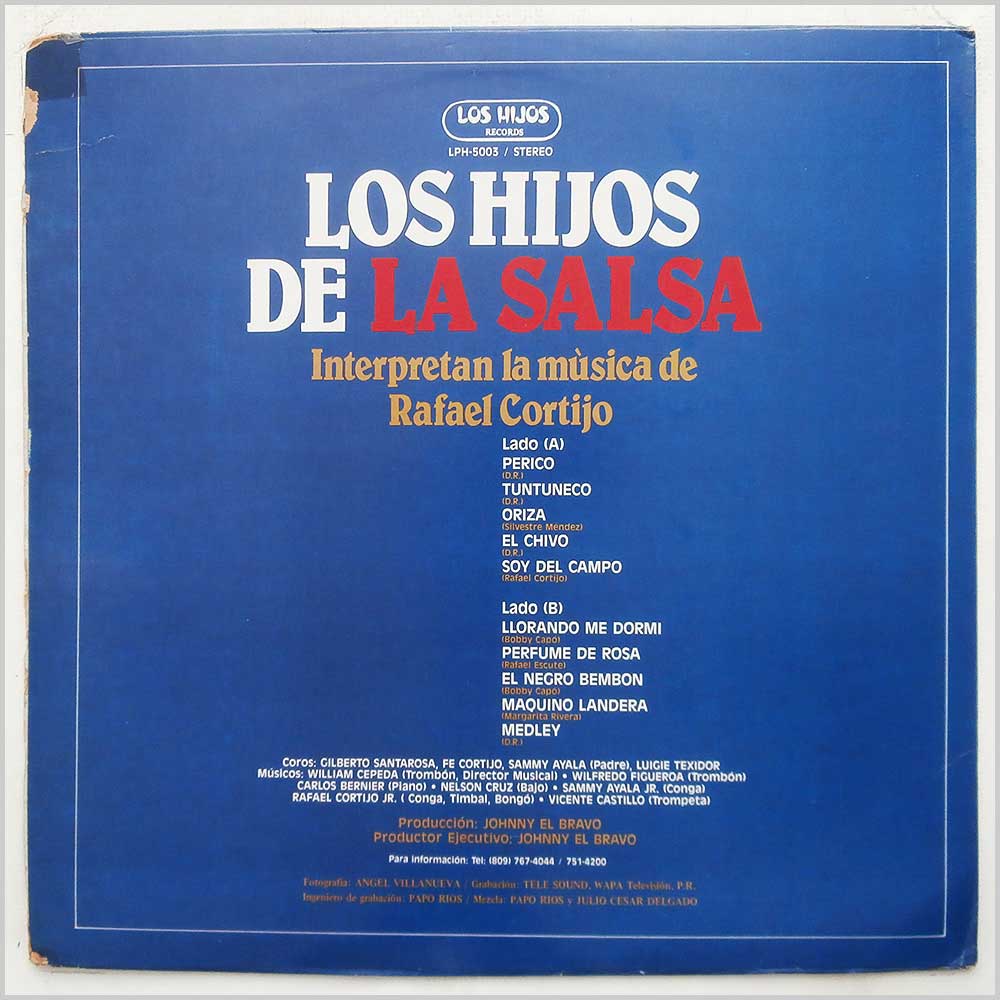 LOS HIJOS
RECORDS
LPH-5003 / STEREO
LOS HIJOS
DE LA SALSA
Interpretan la mùsica de
Rafael Cortijo
Lado (A)
PERICO
(D.R.)
TUNTUNECO
(D.R.)
ORIZA
(Silvestre Méndez)
EL CHIVO
(D.R.)
SOY DEL CAMPO
(Rafael Cortijo)
Lado (B)
LLORANDO ME DORMI
(Bobby Capó)
PERFUME DE ROSA
(Rafael Escute)
EL NEGRO BEMBON
(Bobby Capó)
MAQUINO LANDERA
(Margarita Rivera)
MEDLEY
(D.R.)
Coros: GILBERTO SANTAROSA, FE CORTIJO, SAMMY AYALA (Padre), LUIGIE TEXIDOR
Músicos: WILLIAM CEPEDA (Trombón, Director Musical) • WILFREDO FIGUEROA (Trombón)
CARLOS BERNIER (Piano) • NELSON CRUZ (Bajo) • SAMMY AYALA JR. (Conga)
RAFAEL CORTIJO JR. ( Conga, Timbal, Bongó) • VICENTE CASTILLO (Trompeta)
Producción: JOHNNY EL BRAVO
Productor Ejecutivo: JOHNNY EL BRAVO
Para información: Tel: (809) 767-4044 / 751-4200
Fotografía: ANGEL VILLANUEVA / Grabación: TELE SOUND, WAPA Televisión, P.R.
Ingeniero de grabación: PAPO RIOS / Mezcla: PAPO RIOS y JULIO CESAR DELGADO